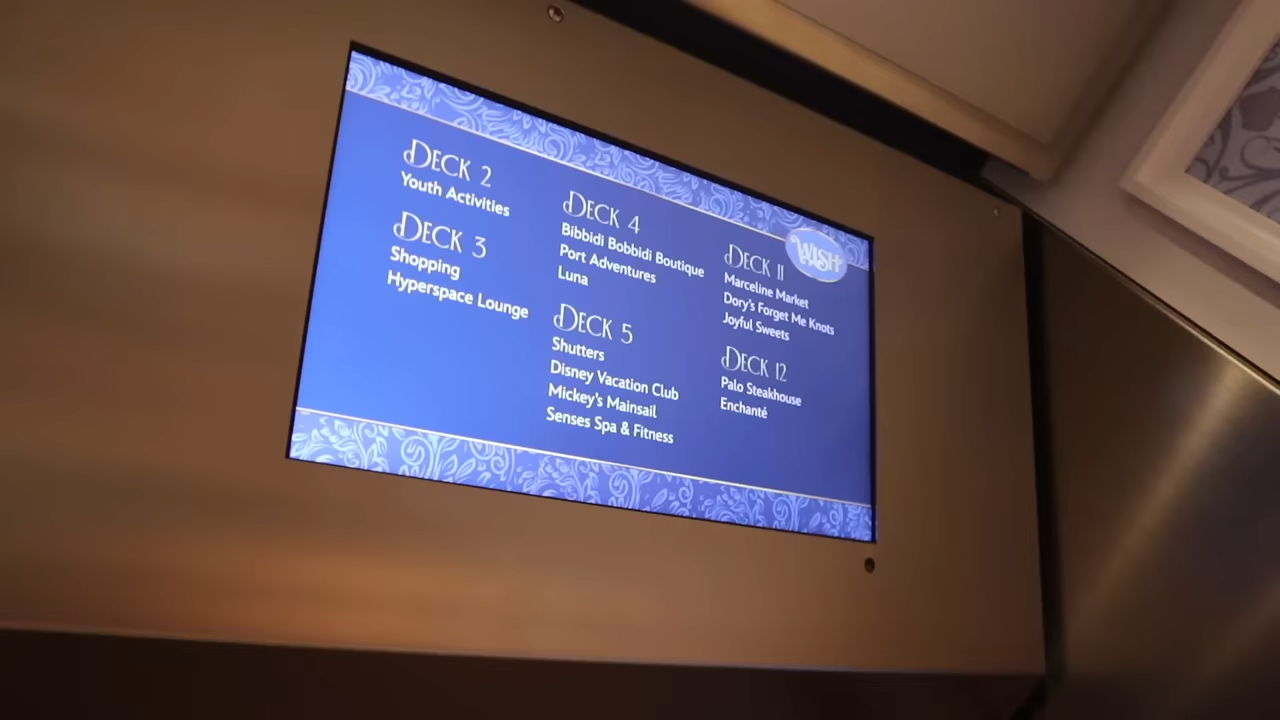 DECK 2
Youth Activities
DECK 3
Shopping
Hyperspace Lounge
DECK 4
Bibbidi Bobbidi Boutique
Port Adventures
Luna
DECK 5
Shutters
Disney Vacation Club
Mickey's Mainsail
Senses Spa & Fitness
WISH
DECK 11
Marceline Market
Dory's Forget Me Knots
Joyful Sweets
DECK 12
Palo Steakhouse
Enchanté